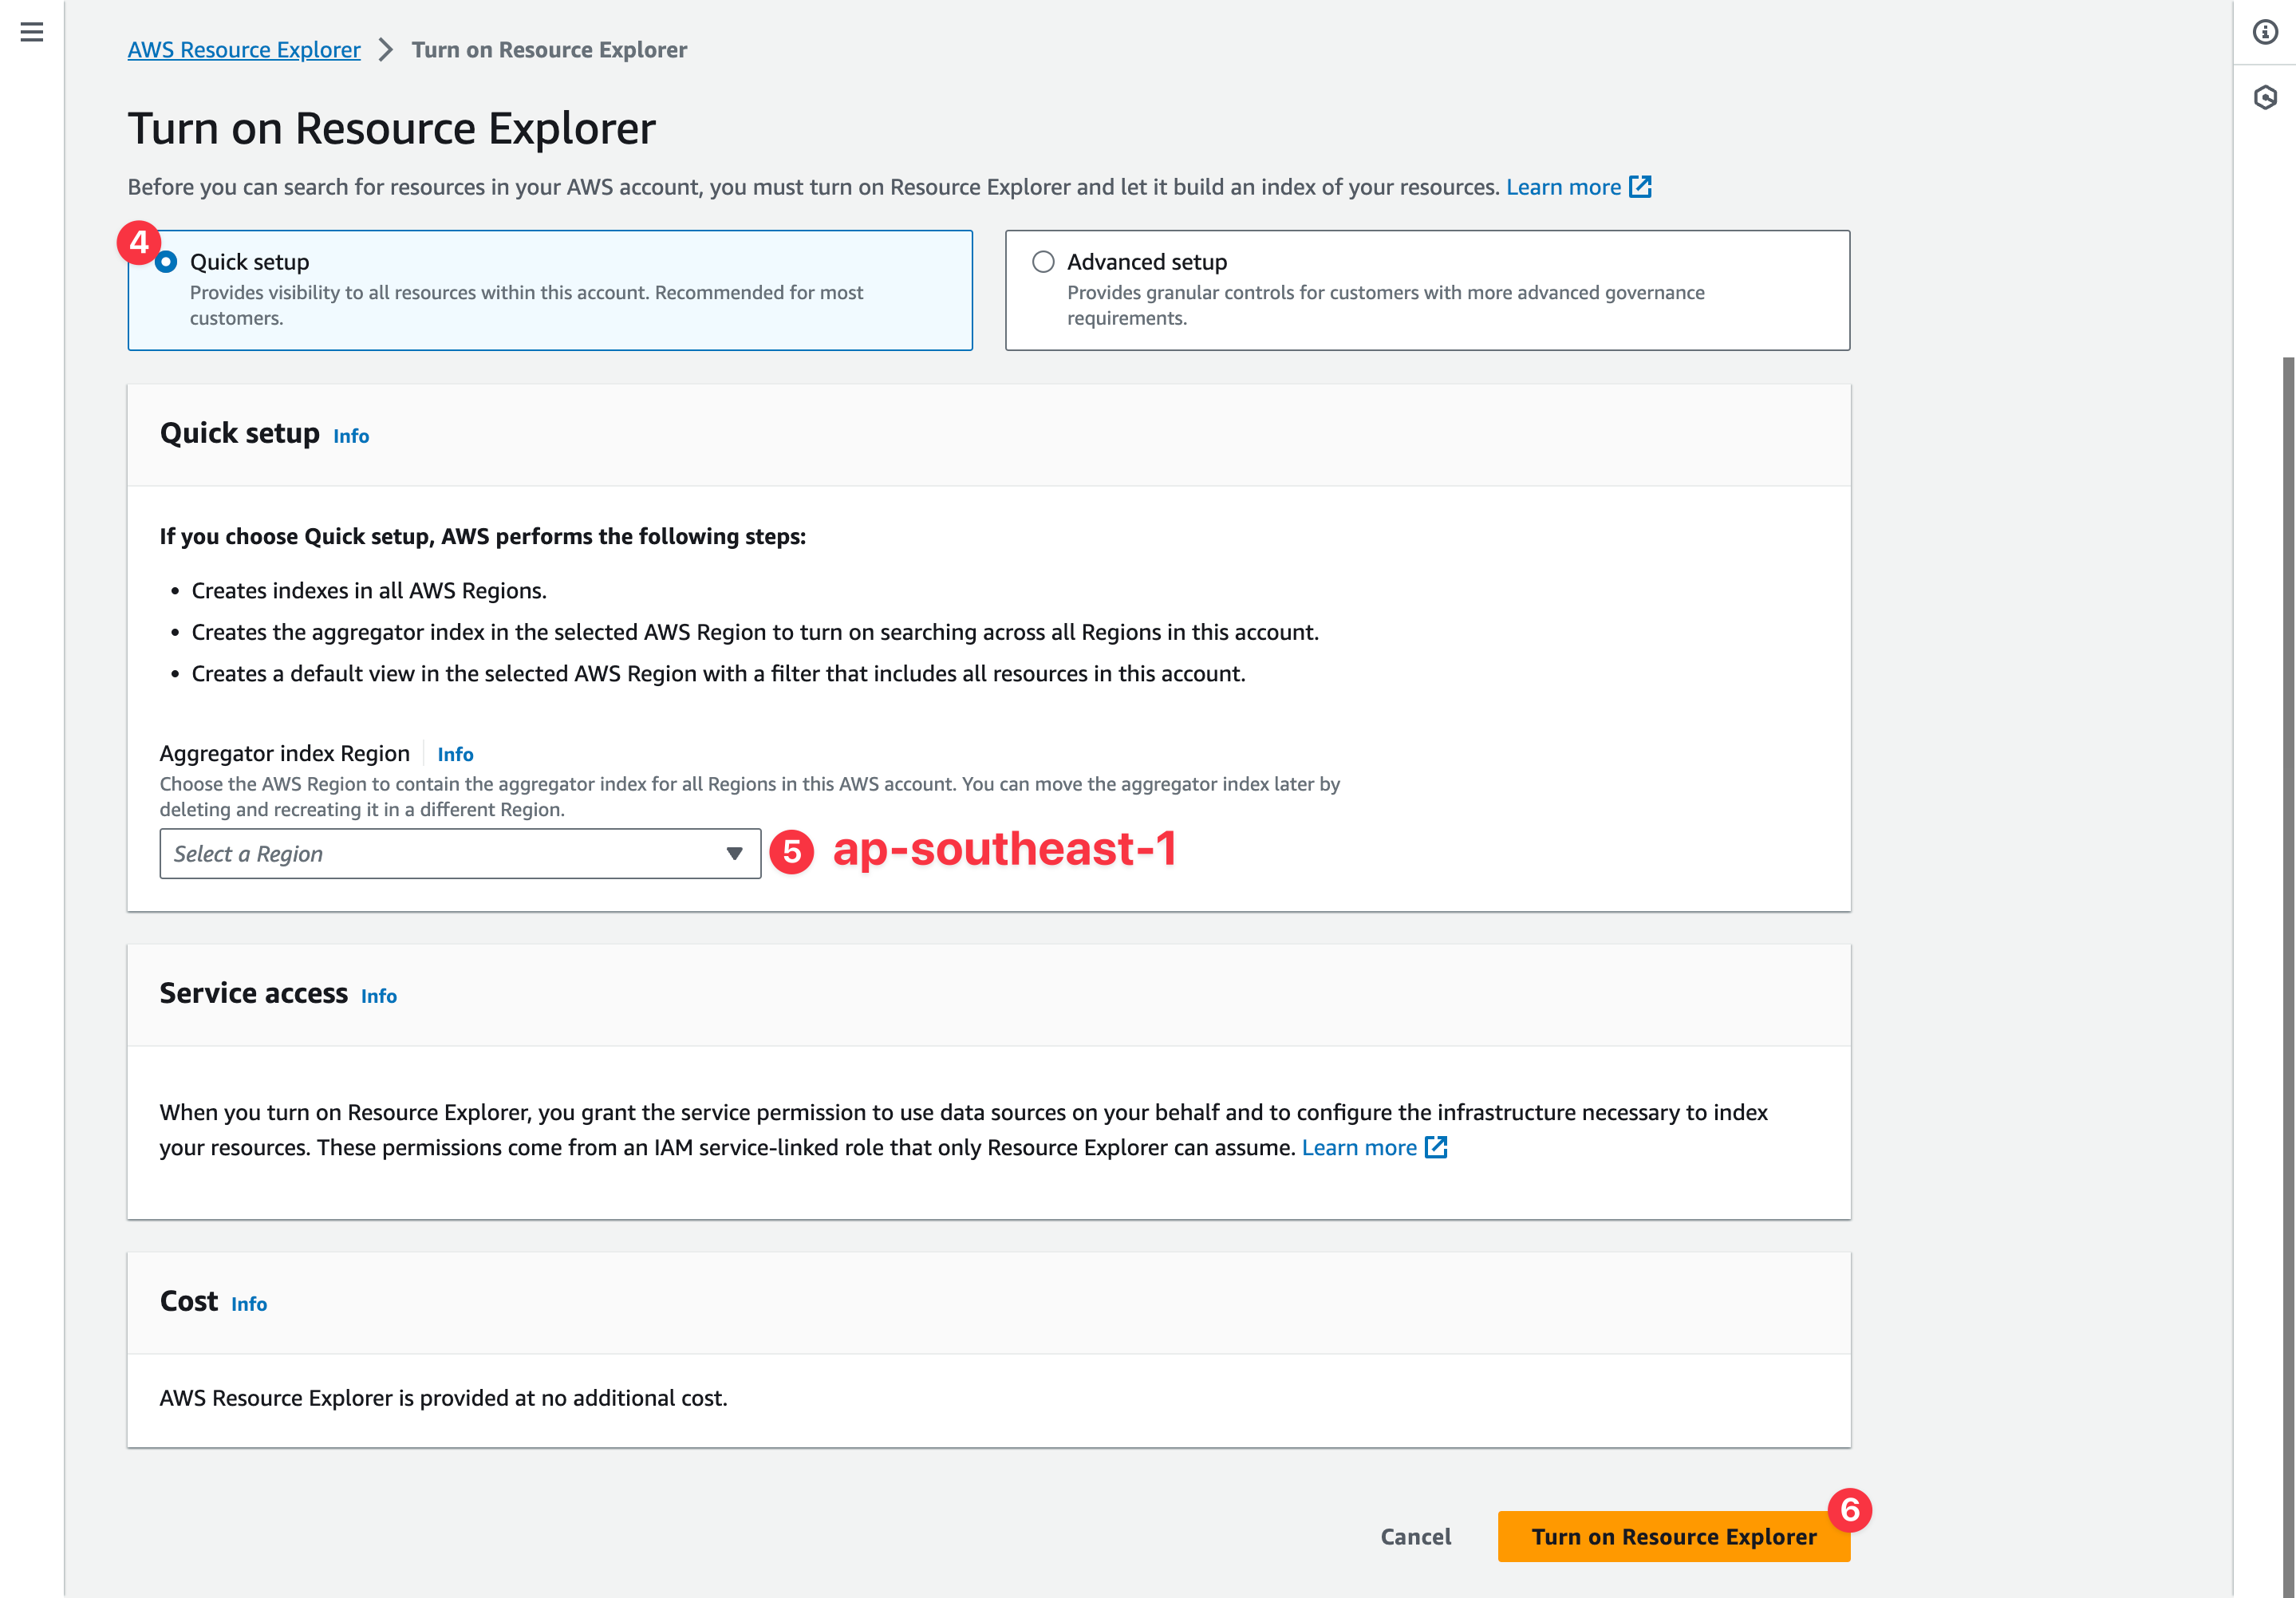 AWS Resource Explorer > Turn on Resource Explorer
Turn on Resource Explorer
Before you can search for resources in your AWS account, you must turn on Resource Explorer and let it build an index of your resources. Learn more
4
Quick setup
Provides visibility to all resources within this account. Recommended for most
customers.
Advanced setup
Provides granular controls for customers with more advanced governance
requirements.
Quick setup Info
If you choose Quick setup, AWS performs the following steps:
• Creates indexes in all AWS Regions.
• Creates the aggregator index in the selected AWS Region to turn on searching across all Regions in this account.
• Creates a default view in the selected AWS Region with a filter that includes all resources in this account.
Aggregator index Region Info
Choose the AWS Region to contain the aggregator index for all Regions in this AWS account. You can move the aggregator index later by
deleting and recreating it in a different Region.
Select a Region 5 ap-southeast-1
Service access Info
When you turn on Resource Explorer, you grant the service permission to use data sources on your behalf and to configure the infrastructure necessary to index
your resources. These permissions come from an IAM service-linked role that only Resource Explorer can assume. Learn more
Cost Info
AWS Resource Explorer is provided at no additional cost.
6
Cancel Turn on Resource Explorer